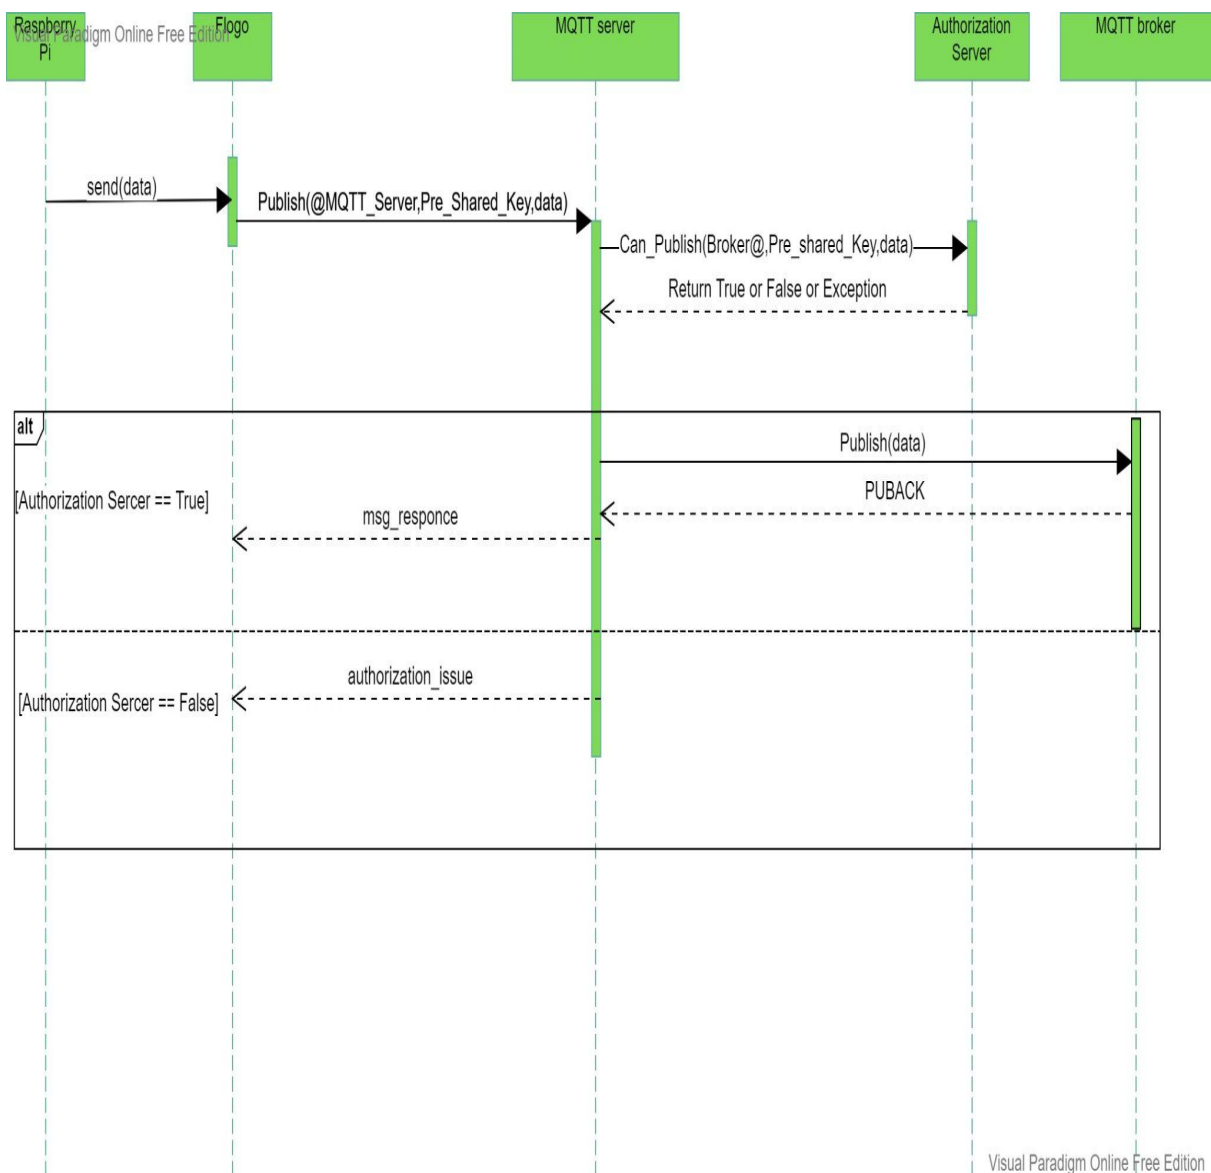 Raspberry
Pi
Visual Paradigm Online Free Edition
Flogo
MQTT server
Authorization
Server
MQTT broker
send(data)
Publish(@MQTT_Server,Pre_Shared_Key,data)
Can_Publish(Broker@,Pre_shared_Key,data)
Return True or False or Exception
alt
Publish(data)
[Authorization Sercer == True]
PUBACK
msg_responce
authorization_issue
[Authorization Sercer == False]
Visual Paradigm Online Free Edition